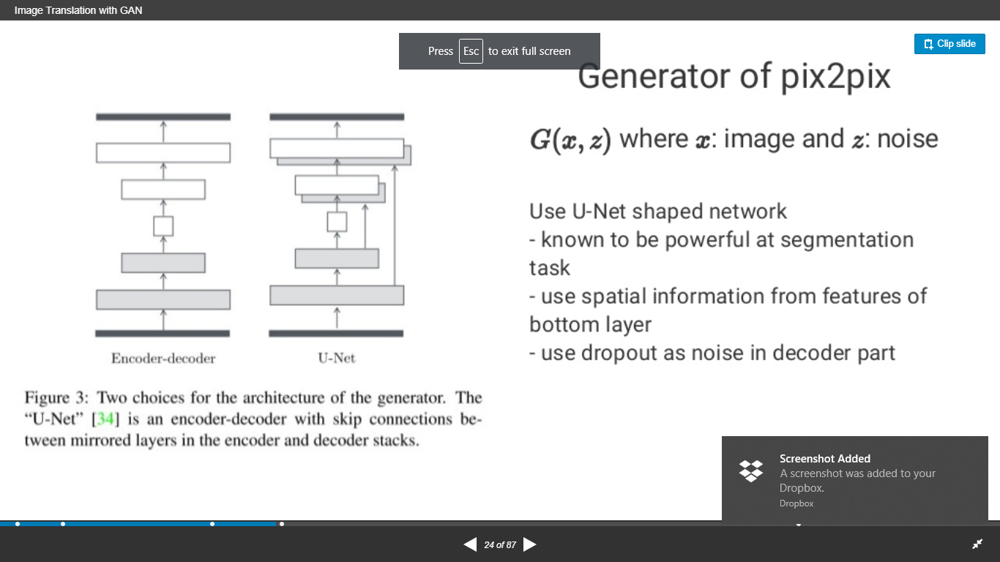 Image Translation with GAN
Press Esc to exit full screen
Clip slide
Generator of pix2pix
G(x, z) where x: image and z: noise
Use U-Net shaped network
- known to be powerful at segmentation
task
- use spatial information from features of
bottom layer
- use dropout as noise in decoder part
Encoder-decoder
U-Net
Figure 3: Two choices for the architecture of the generator. The
“U-Net” [34] is an encoder-decoder with skip connections be-
tween mirrored layers in the encoder and decoder stacks.
Screenshot Added
A screenshot was added to your
Dropbox.
Dropbox
24 of 87